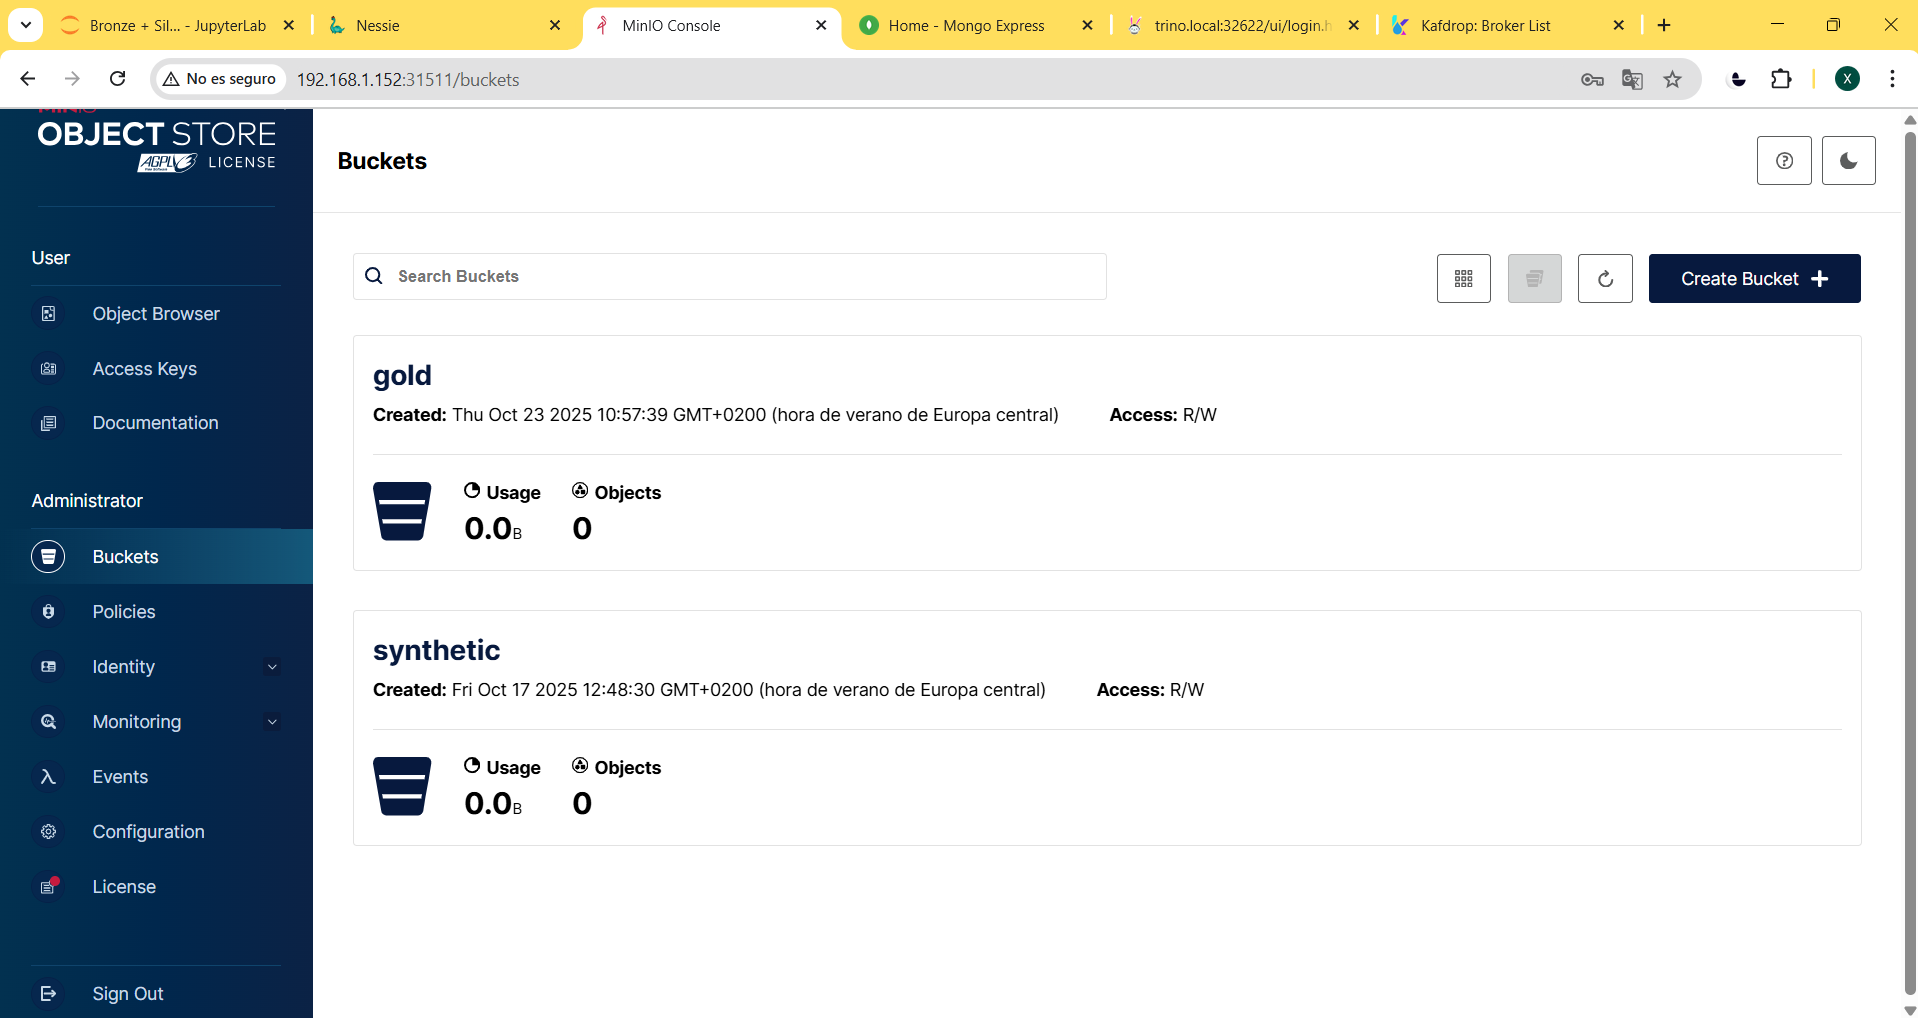 Bronze + Sil... - JupyterLab
Nessie
MinIO Console
Home - Mongo Express
trino.local:32622/ui/login.h
Kafdrop: Broker List
No es seguro
192.168.1.152:31511/buckets
X
OBJECT STORE
AGPLV3 LICENSE
User
Object Browser
Access Keys
Documentation
Administrator
Buckets
Policies
Identity
Monitoring
Events
Configuration
License
Sign Out
Buckets
Search Buckets
Create Bucket
gold
Created: Thu Oct 23 2025 10:57:39 GMT+0200 (hora de verano de Europa central) Access: R/W
Usage Objects
0.0B 0
synthetic
Created: Fri Oct 17 2025 12:48:30 GMT+0200 (hora de verano de Europa central) Access: R/W
Usage Objects
0.0B 0